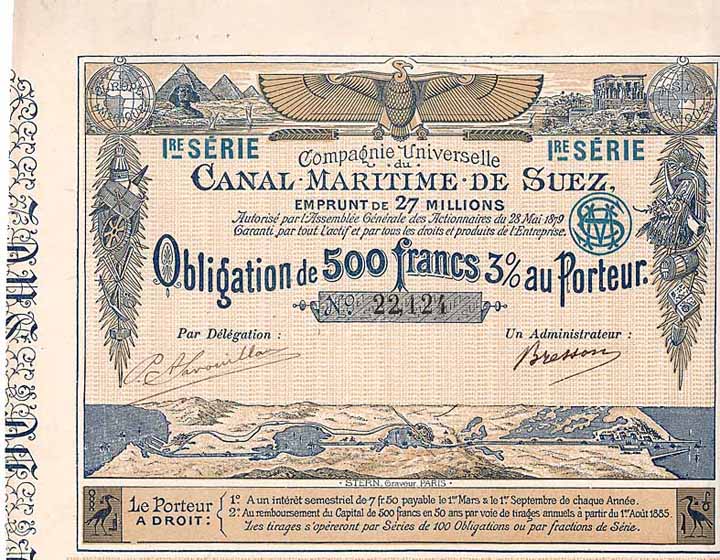 1RE SÉRIE
1RE SÉRIE
Compagnie Universelle
du
CANAL·MARITIME·DE SUEZ,
EMPRUNT DE 27 MILLIONS
Autorisé par l'Assemblée Générale des Actionnaires du 28 Mai 1879
Garanti par tout l'actif et par tous les droits et produits de l'Entreprise.
Obligation de 500 francs 3% au Porteur.
No. 22,124
Par Délégation :
Un Administrateur :
Bresson
· STERN, Graveur, PARIS ·
Le Porteur
A DROIT:
1º A un intérêt semestriel de 7 fr. 50 payable le 1er Mars & le 1er Septembre de chaque Année.
2º Au remboursement du Capital de 500 francs en 50 ans par voie de tirages annuels à partir du 1er Août 1885.
Les tirages s'opéreront par Séries de 100 Obligations ou par fractions de Série.